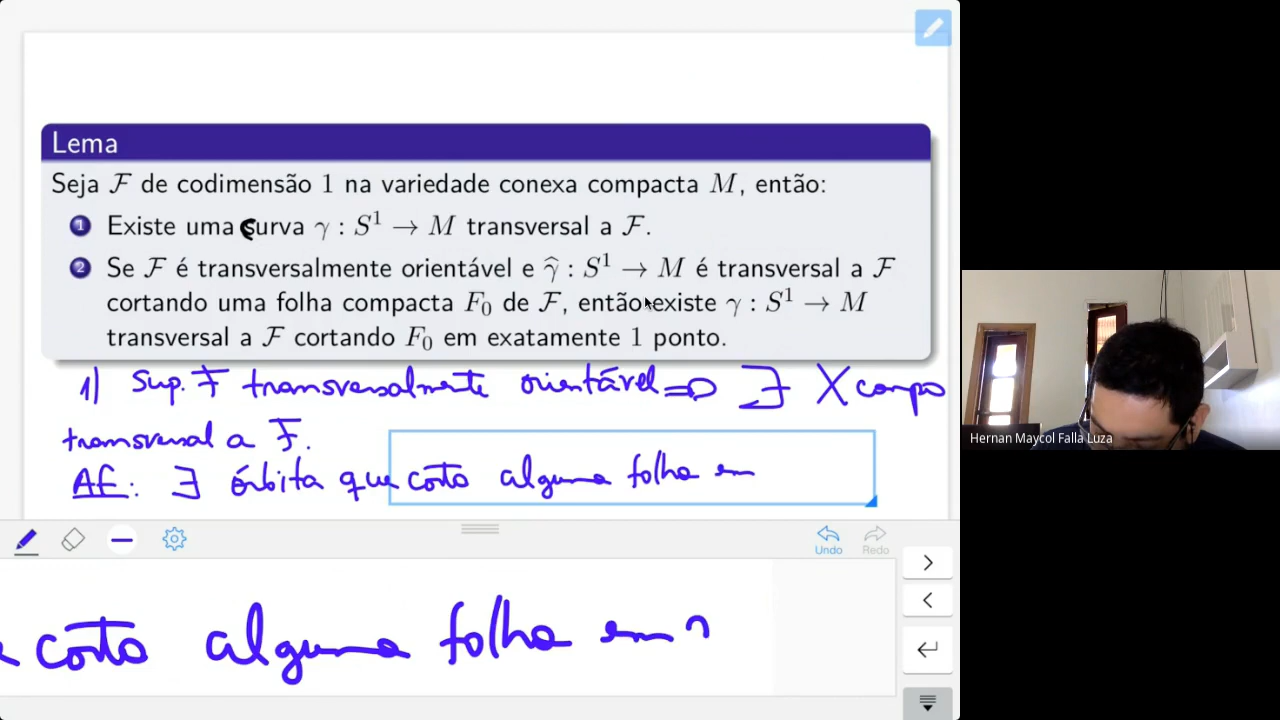 Lema
Seja F de codimensão 1 na variedade conexa compacta M, então:
1 Existe uma curva γ : S¹ → M transversal a F.
2 Se F é transversalmente orientável e γ̂ : S¹ → M é transversal a F
cortando uma folha compacta F₀ de F, então existe γ : S¹ → M
transversal a F cortando F₀ em exatamente 1 ponto.
1) Sup. F transversalmente orientável ⇒ ∃ X campo
transversal a F.
Af: ∃ órbita que corta alguma folha em
Undo
Redo
corta alguma folha em
Hernan Maycol Falla Luza